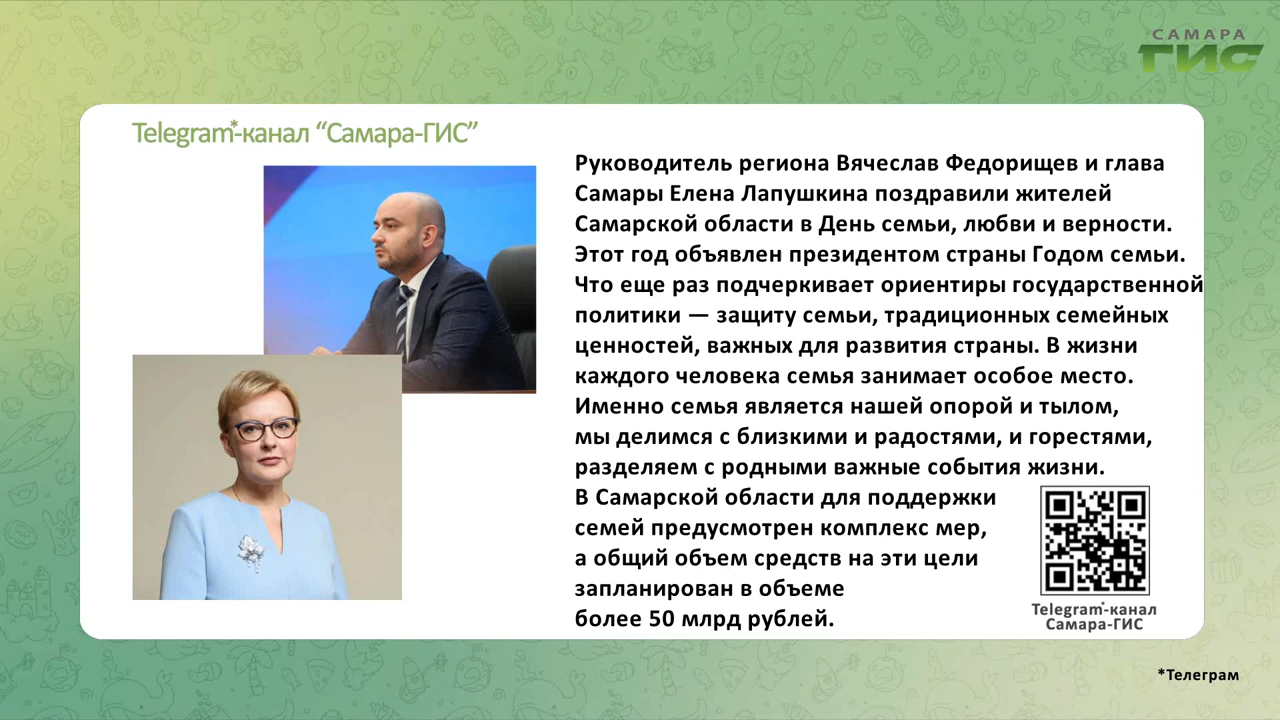 САМАРА
ГИС
Telegram*-канал “Самара-ГИС”
Руководитель региона Вячеслав Федорищев и глава
Самары Елена Лапушкина поздравили жителей
Самарской области в День семьи, любви и верности.
Этот год объявлен президентом страны Годом семьи.
Что еще раз подчеркивает ориентиры государственной
политики — защиту семьи, традиционных семейных
ценностей, важных для развития страны. В жизни
каждого человека семья занимает особое место.
Именно семья является нашей опорой и тылом,
мы делимся с близкими и радостями, и горестями,
разделяем с родными важные события жизни.
В Самарской области для поддержки
семей предусмотрен комплекс мер,
а общий объем средств на эти цели
запланирован в объеме
более 50 млрд рублей.
Telegram*-канал
Самара-ГИС
*Телеграм